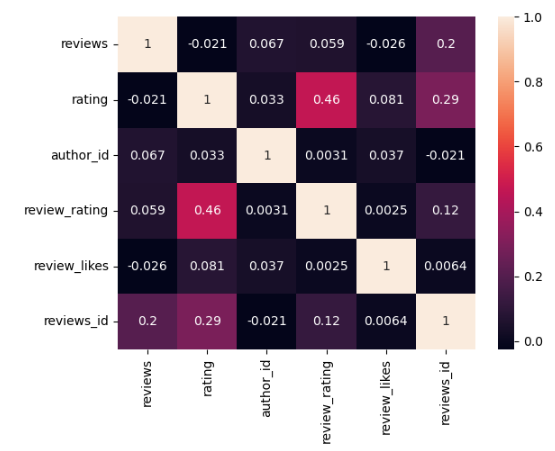 reviews 1 -0.021 0.067 0.059 -0.026 0.2
rating -0.021 1 0.033 0.46 0.081 0.29
author_id 0.067 0.033 1 0.0031 0.037 -0.021
review_rating 0.059 0.46 0.0031 1 0.0025 0.12
review_likes -0.026 0.081 0.037 0.0025 1 0.0064
reviews_id 0.2 0.29 -0.021 0.12 0.0064 1
reviews rating author_id review_rating review_likes reviews_id
1.0
0.8
0.6
0.4
0.2
0.0